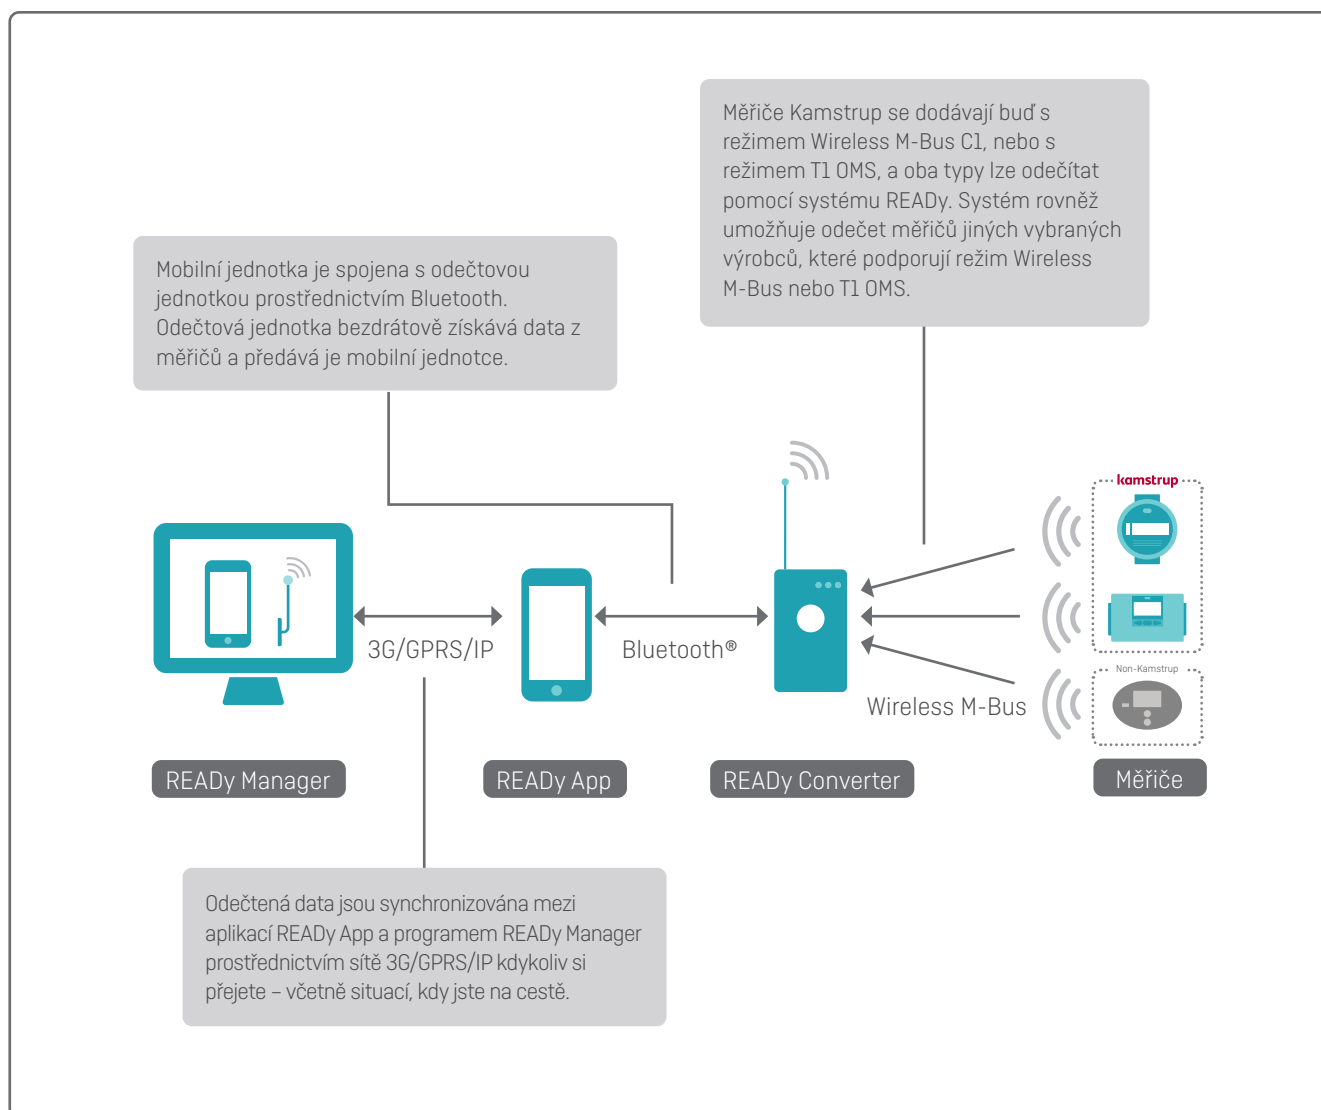 Měřiče Kamstrup se dodávají buď s
režimem Wireless M-Bus C1, nebo s
režimem T1 OMS, a oba typy lze odečítat
pomocí systému READy. Systém rovněž
umožňuje odečet měřičů jiných vybraných
výrobců, které podporují režim Wireless
M-Bus nebo T1 OMS.
Mobilní jednotka je spojena s odečtovou
jednotkou prostřednictvím Bluetooth.
Odečtová jednotka bezdrátově získává data z
měřičů a předává je mobilní jednotce.
kamstrup
3G/GPRS/IP
Bluetooth®
Wireless M-Bus
Non-Kamstrup
READy Manager
READy App
READy Converter
Měřiče
Odečtená data jsou synchronizována mezi
aplikací READy App a programem READy Manager
prostřednictvím sítě 3G/GPRS/IP kdykoliv si
přejete – včetně situací, kdy jste na cestě.